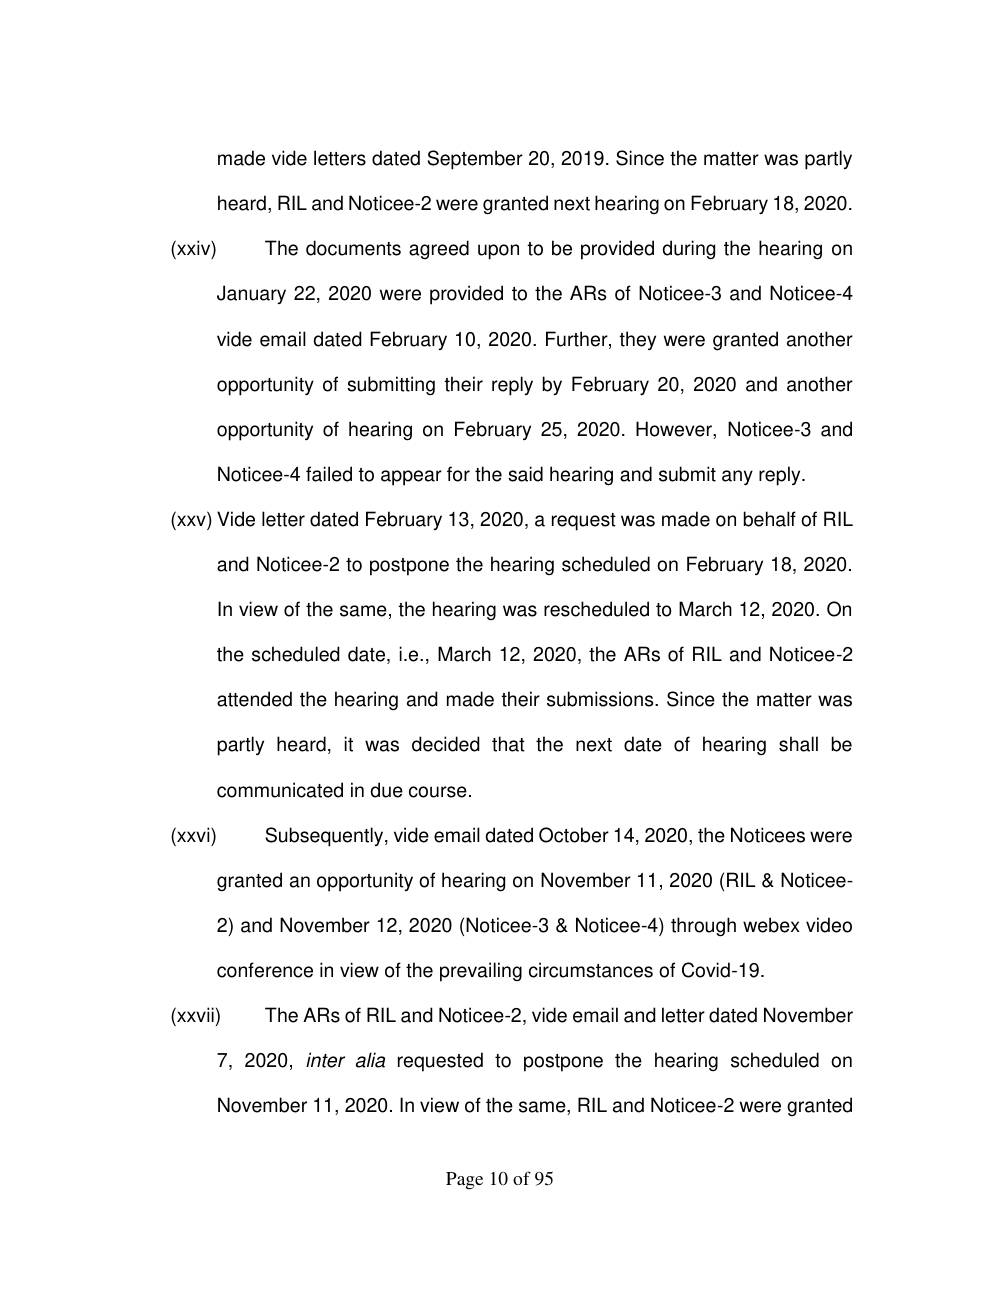 made vide letters dated September 20, 2019. Since the matter was partly
heard, RIL and Noticee-2 were granted next hearing on February 18, 2020.
(xxiv) The documents agreed upon to be provided during the hearing on
January 22, 2020 were provided to the ARs of Noticee-3 and Noticee-4
vide email dated February 10, 2020. Further, they were granted another
opportunity of submitting their reply by February 20, 2020 and another
opportunity of hearing on February 25, 2020. However, Noticee-3 and
Noticee-4 failed to appear for the said hearing and submit any reply.
(xxv) Vide letter dated February 13, 2020, a request was made on behalf of RIL
and Noticee-2 to postpone the hearing scheduled on February 18, 2020.
In view of the same, the hearing was rescheduled to March 12, 2020. On
the scheduled date, i.e., March 12, 2020, the ARs of RIL and Noticee-2
attended the hearing and made their submissions. Since the matter was
partly heard, it was decided that the next date of hearing shall be
communicated in due course.
(xxvi) Subsequently, vide email dated October 14, 2020, the Noticees were
granted an opportunity of hearing on November 11, 2020 (RIL & Noticee-
2) and November 12, 2020 (Noticee-3 & Noticee-4) through webex video
conference in view of the prevailing circumstances of Covid-19.
(xxvii) The ARs of RIL and Noticee-2, vide email and letter dated November
7, 2020, inter alia requested to postpone the hearing scheduled on
November 11, 2020. In view of the same, RIL and Noticee-2 were granted
Page 10 of 95